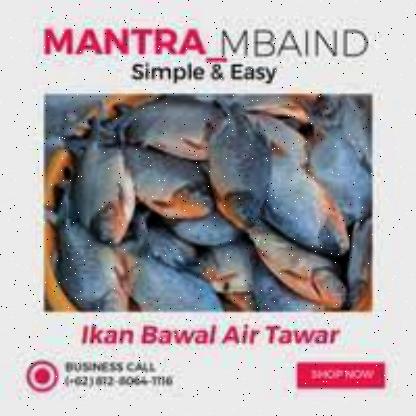 MANTRA_MBAIND
Simple & Easy
Ikan Bawal Air Tawar
BUSINESS CALL
(+62) 812-8064-1116
SHOP NOW